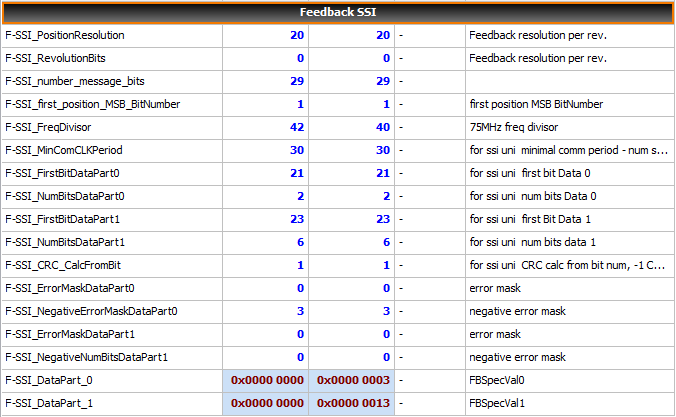 Feedback SSI
F-SSI_PositionResolution 20 20 - Feedback resolution per rev.
F-SSI_RevolutionBits 0 0 - Feedback resolution per rev.
F-SSI_number_message_bits 29 29 -
F-SSI_first_position_MSB_BitNumber 1 1 - first position MSB BitNumber
F-SSI_FreqDivisor 42 40 - 75MHz freq divisor
F-SSI_MinComCLKPeriod 30 30 - for ssi uni minimal comm period - num s...
F-SSI_FirstBitDataPart0 21 21 - for ssi uni first bit Data 0
F-SSI_NumBitsDataPart0 2 2 - for ssi uni num bits Data 0
F-SSI_FirstBitDataPart1 23 23 - for ssi uni first Bit Data 1
F-SSI_NumBitsDataPart1 6 6 - for ssi uni num bits data 1
F-SSI_CRC_CalcFromBit 1 1 - for ssi uni CRC calc from bit num, -1 C...
F-SSI_ErrorMaskDataPart0 0 0 - error mask
F-SSI_NegativeErrorMaskDataPart0 3 3 - negative error mask
F-SSI_ErrorMaskDataPart1 0 0 - error mask
F-SSI_NegativeNumBitsDataPart1 0 0 - negative error mask
F-SSI_DataPart_0 0x0000 0000 0x0000 0003 - FBSpecVal0
F-SSI_DataPart_1 0x0000 0000 0x0000 0013 - FBSpecVal1